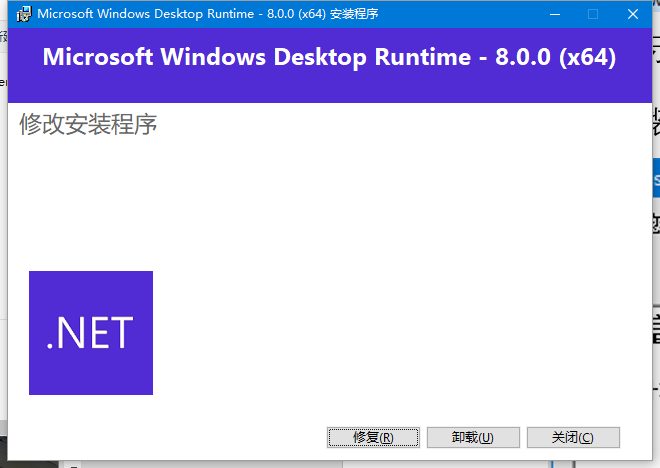 Microsoft Windows Desktop Runtime - 8.0.0 (x64) 安装程序
Microsoft Windows Desktop Runtime - 8.0.0 (x64)
修改安装程序
.NET
修复(R) 卸载(U) 关闭(C)